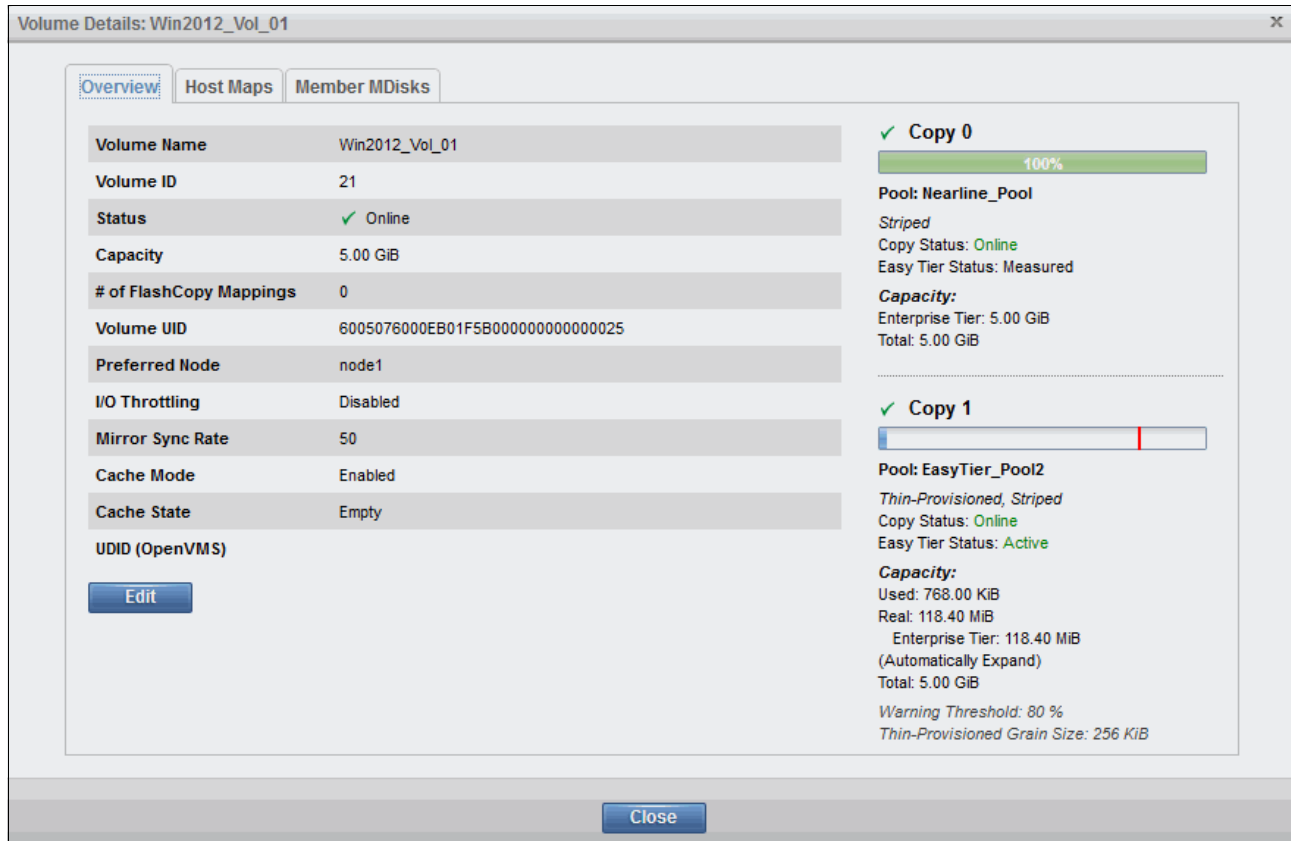 Volume Details: Win2012_Vol_01 x
Overview Host Maps Member MDisks
Volume Name Win2012_Vol_01
Volume ID 21
Status ✓ Online
Capacity 5.00 GiB
# of FlashCopy Mappings 0
Volume UID 6005076000EB01F5B000000000000025
Preferred Node node1
I/O Throttling Disabled
Mirror Sync Rate 50
Cache Mode Enabled
Cache State Empty
UDID (OpenVMS)
Edit
✓ Copy 0
100%
Pool: Nearline_Pool
Striped
Copy Status: Online
Easy Tier Status: Measured
Capacity:
Enterprise Tier: 5.00 GiB
Total: 5.00 GiB
✓ Copy 1
Pool: EasyTier_Pool2
Thin-Provisioned, Striped
Copy Status: Online
Easy Tier Status: Active
Capacity:
Used: 768.00 KiB
Real: 118.40 MiB
Enterprise Tier: 118.40 MiB
(Automatically Expand)
Total: 5.00 GiB
Warning Threshold: 80 %
Thin-Provisioned Grain Size: 256 KiB
Close